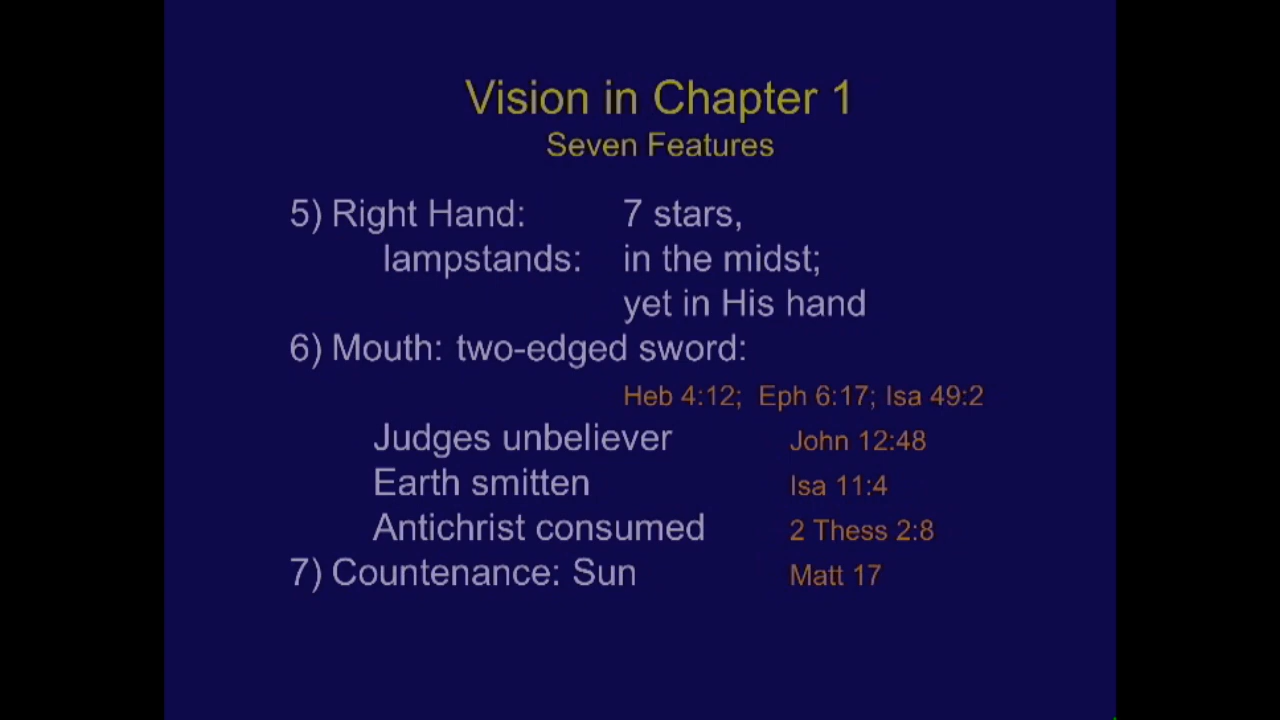 Vision in Chapter 1
Seven Features
5) Right Hand: 7 stars,
lampstands: in the midst;
yet in His hand
6) Mouth: two-edged sword:
Heb 4:12; Eph 6:17; Isa 49:2
Judges unbeliever John 12:48
Earth smitten Isa 11:4
Antichrist consumed 2 Thess 2:8
7) Countenance: Sun Matt 17